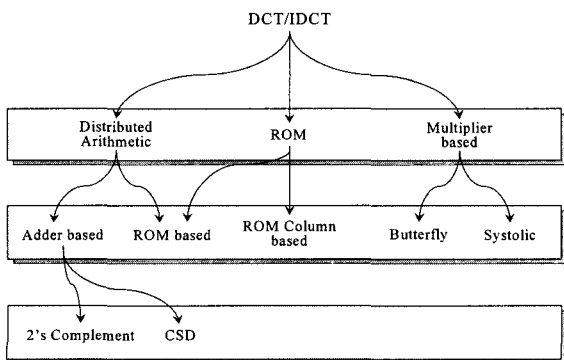 DCT/IDCT
Distributed
Arithmetic
ROM
Multiplier
based
Adder based
ROM based
ROM Column
based
Butterfly
Systolic
2's Complement
CSD